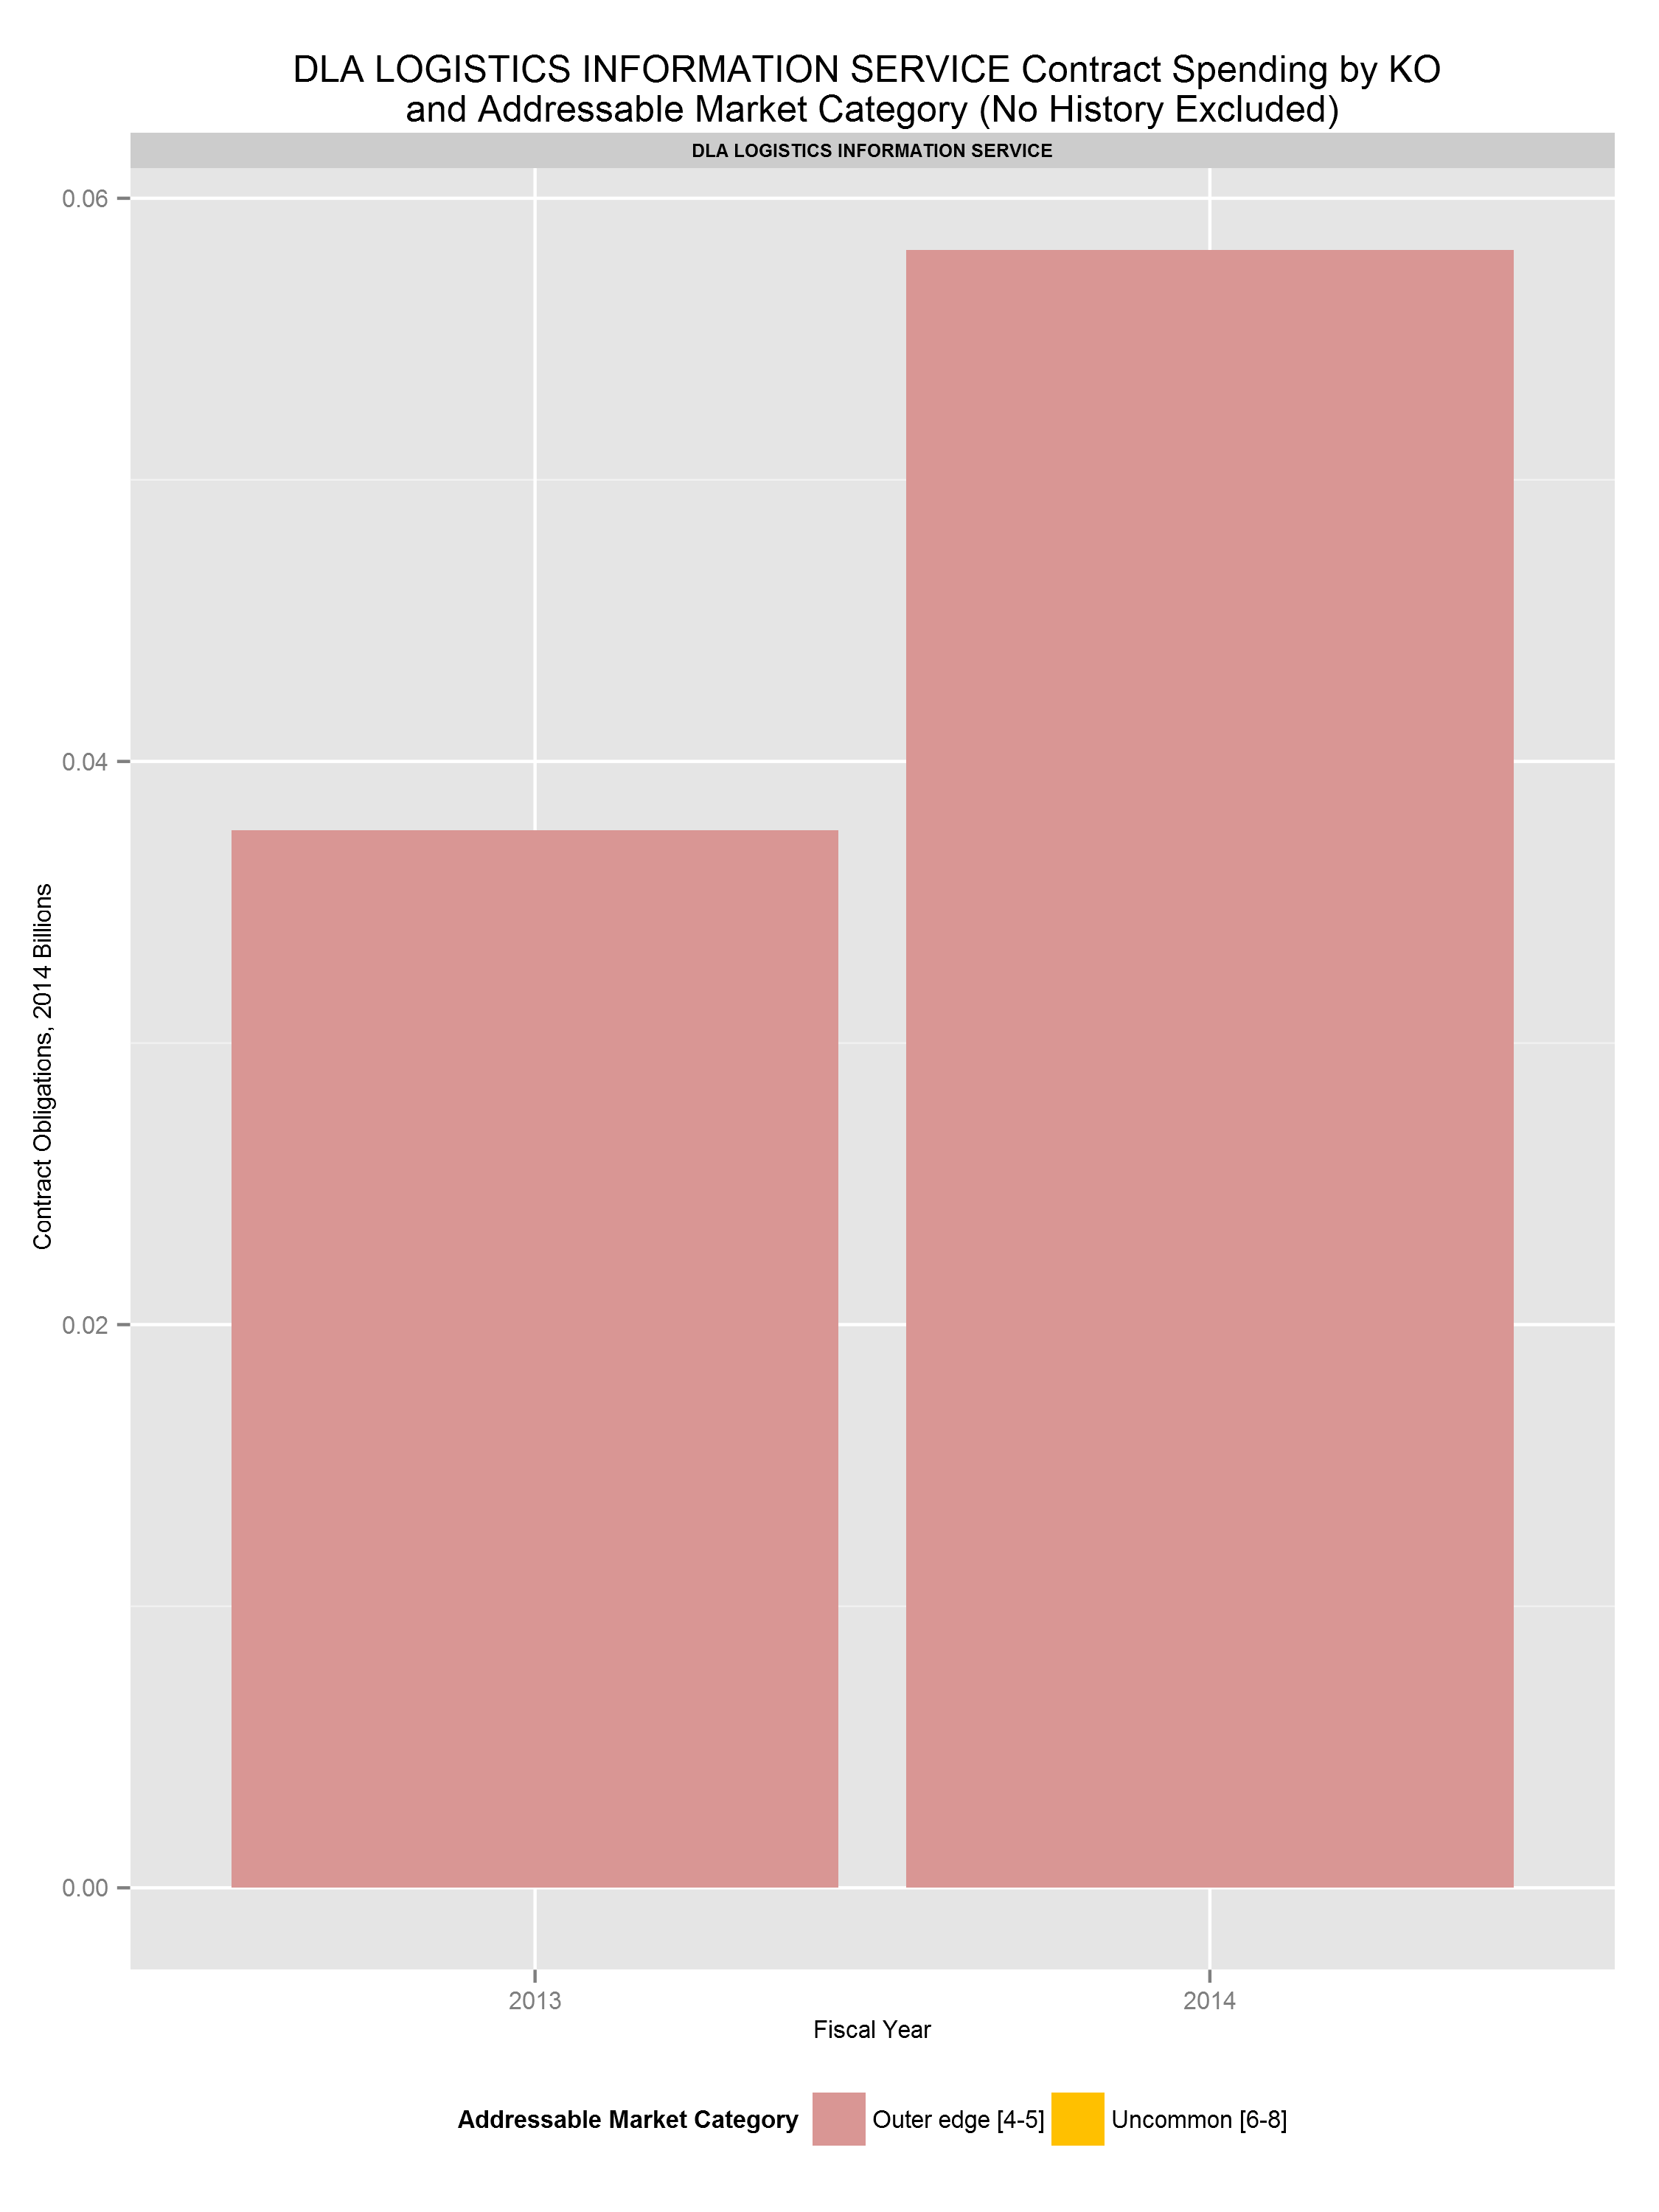 DLA LOGISTICS INFORMATION SERVICE Contract Spending by KO
and Addressable Market Category (No History Excluded)
DLA LOGISTICS INFORMATION SERVICE
0.06
0.04
0.02
0.00
Contract Obligations, 2014 Billions
2013
2014
Fiscal Year
Addressable Market Category
Outer edge [4-5]
Uncommon [6-8]